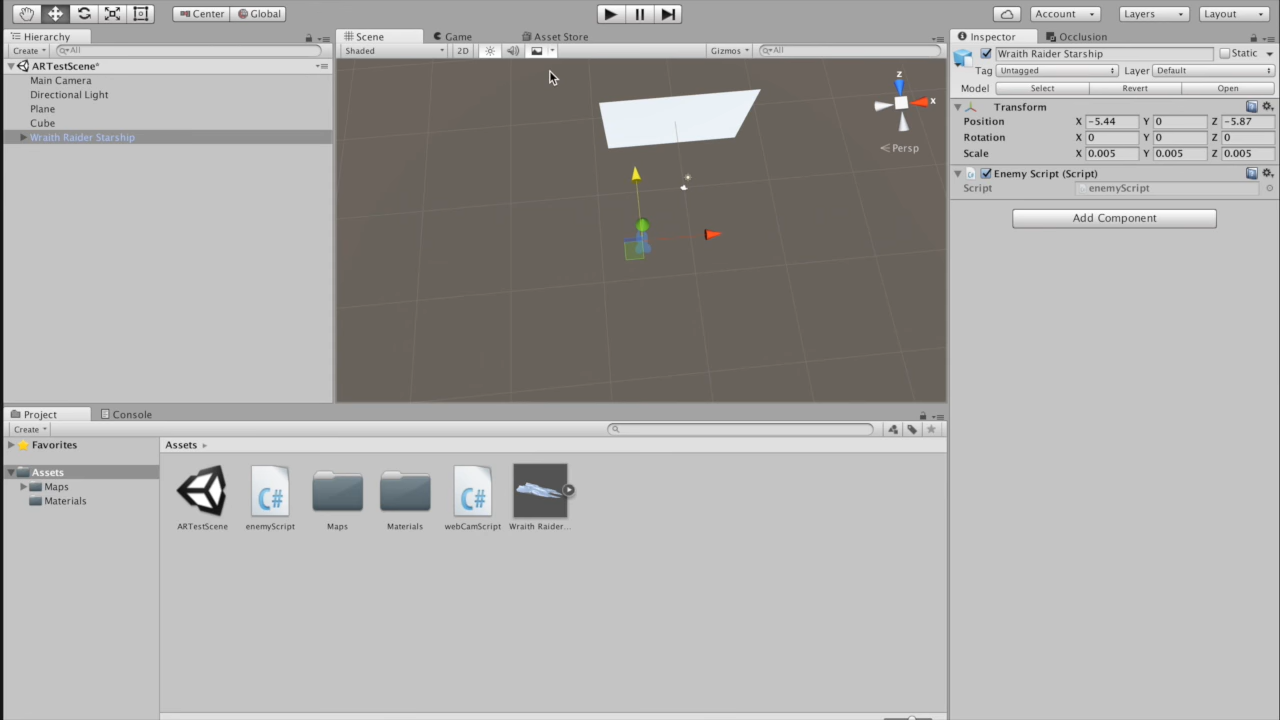 Center Global Account Layers Layout
Hierarchy Scene Game Asset Store Inspector Occlusion
Create All Shaded 2D Gizmos All Wraith Raider Starship Static
ARTestScene* Tag Untagged Layer Default
Main Camera Model Select Revert Open
Directional Light z x Transform
Plane Position X −5.44 Y 0 Z −5.87
Cube Rotation X 0 Y 0 Z 0
Wraith Raider Starship Persp Scale X 0.005 Y 0.005 Z 0.005
Enemy Script (Script)
Script enemyScript
Add Component
Project Console
Create
Favorites Assets
Assets
Maps
Materials
C# C#
ARTestScene enemyScript Maps Materials webCamScript Wraith Raider...